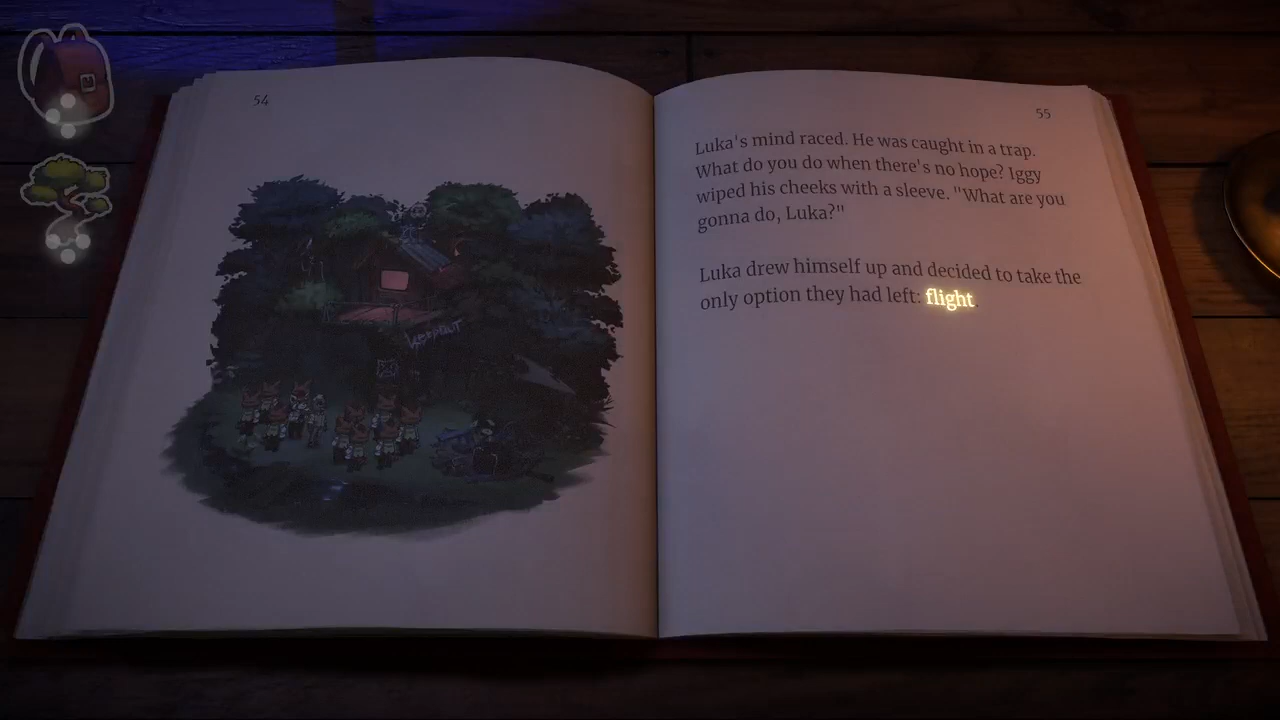 54
55
Luka's mind raced. He was caught in a trap.
What do you do when there's no hope? Iggy
wiped his cheeks with a sleeve. "What are you
gonna do, Luka?"
Luka drew himself up and decided to take the
only option they had left: flight